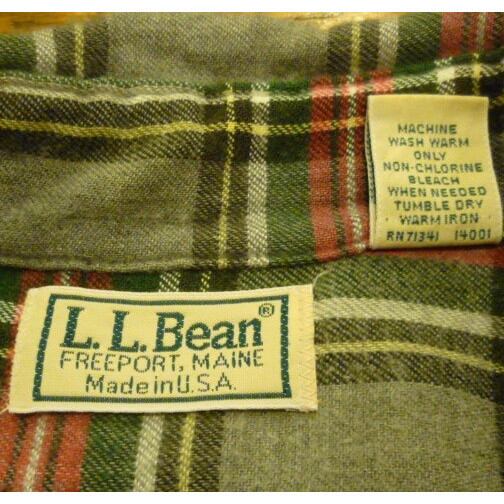 MACHINE
WASH WARM
ONLY
NON-CHLORINE
BLEACH
WHEN NEEDED
TUMBLE DRY
WARM IRON
RN71341 14001
L.L.Bean®
FREEPORT, MAINE
Made in U.S.A.